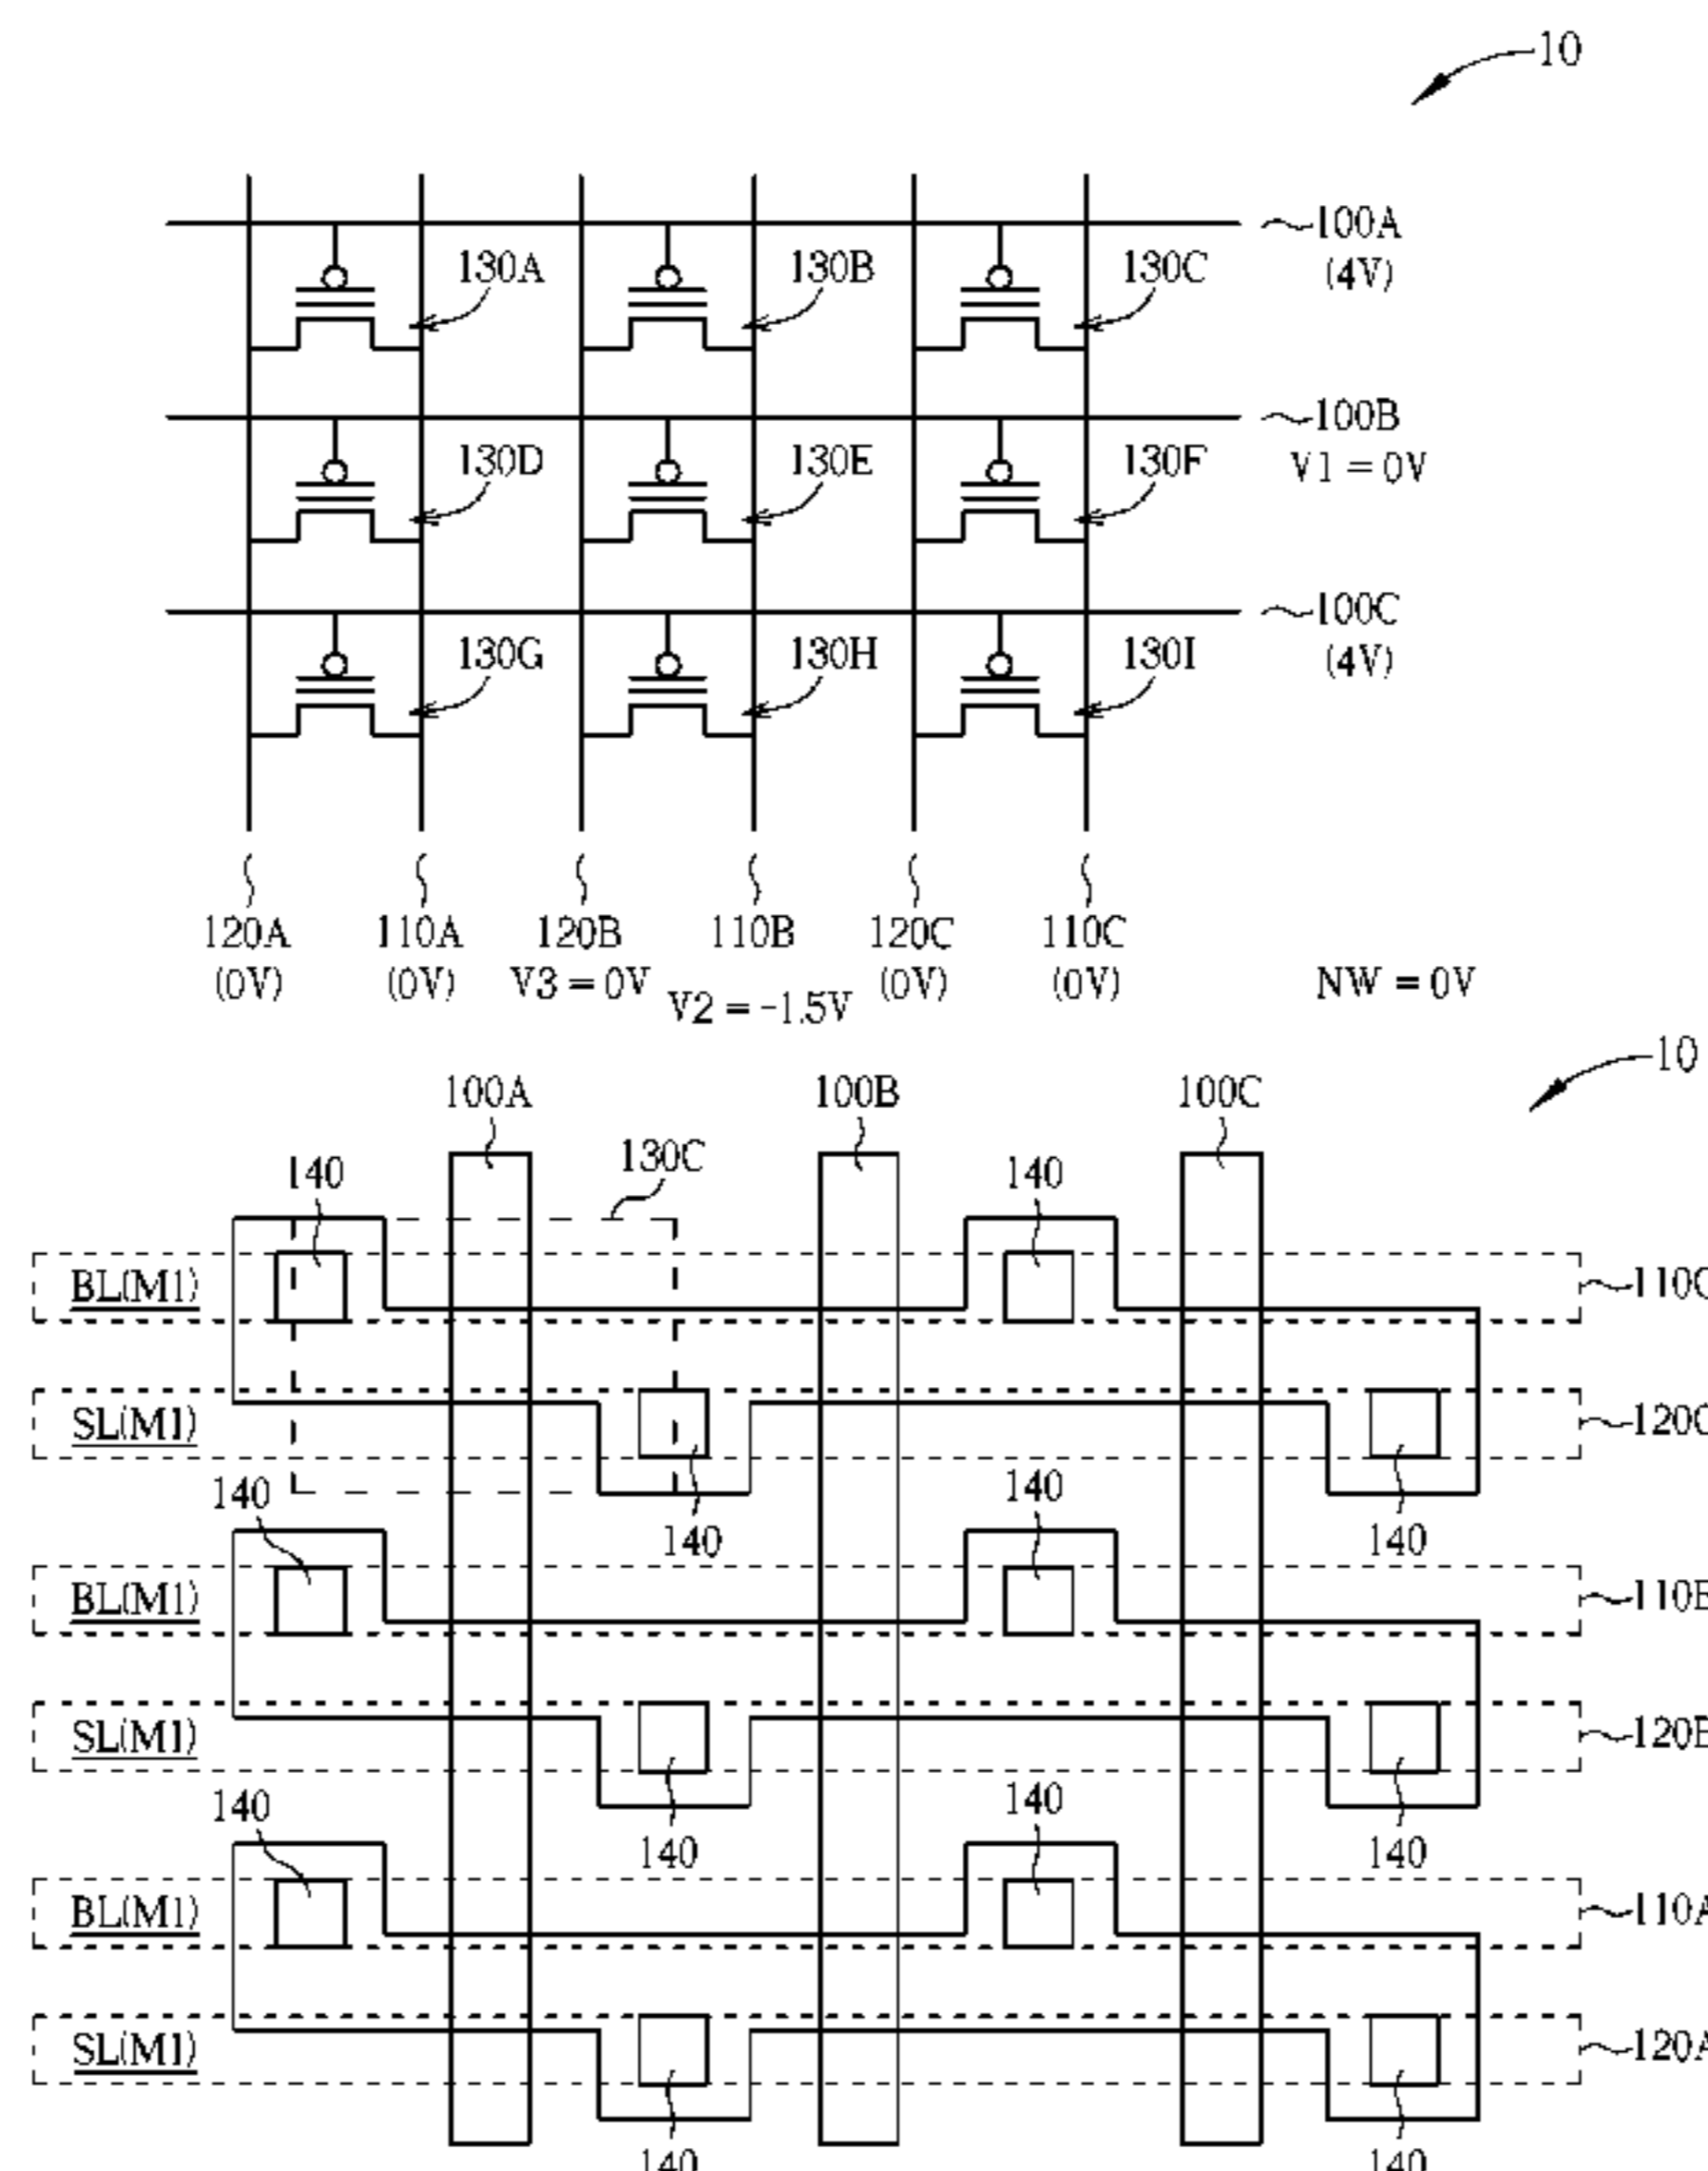 10
100A
(4V)
130A 130B 130C
100B
V1 = 0V
130D 130E 130F
100C
(4V)
130G 130H 130I
120A 110A 120B 110B 120C 110C
(0V) (0V) V3 = 0V V2 = -1.5V (0V) (0V) NW = 0V
10
100A 100B 100C
130C
140 140
BL(M1) 110C
SL(M1) 120C
140 140
140 140
BL(M1) 110B
SL(M1) 120B
140 140
140 140
BL(M1) 110A
SL(M1) 120A
140 140